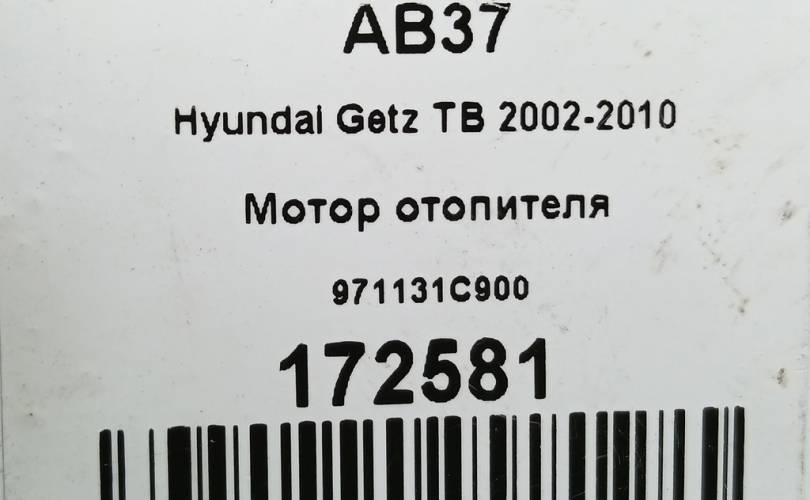 AB37
Hyundai Getz TB 2002-2010
Мотор отопителя
971131C900
172581